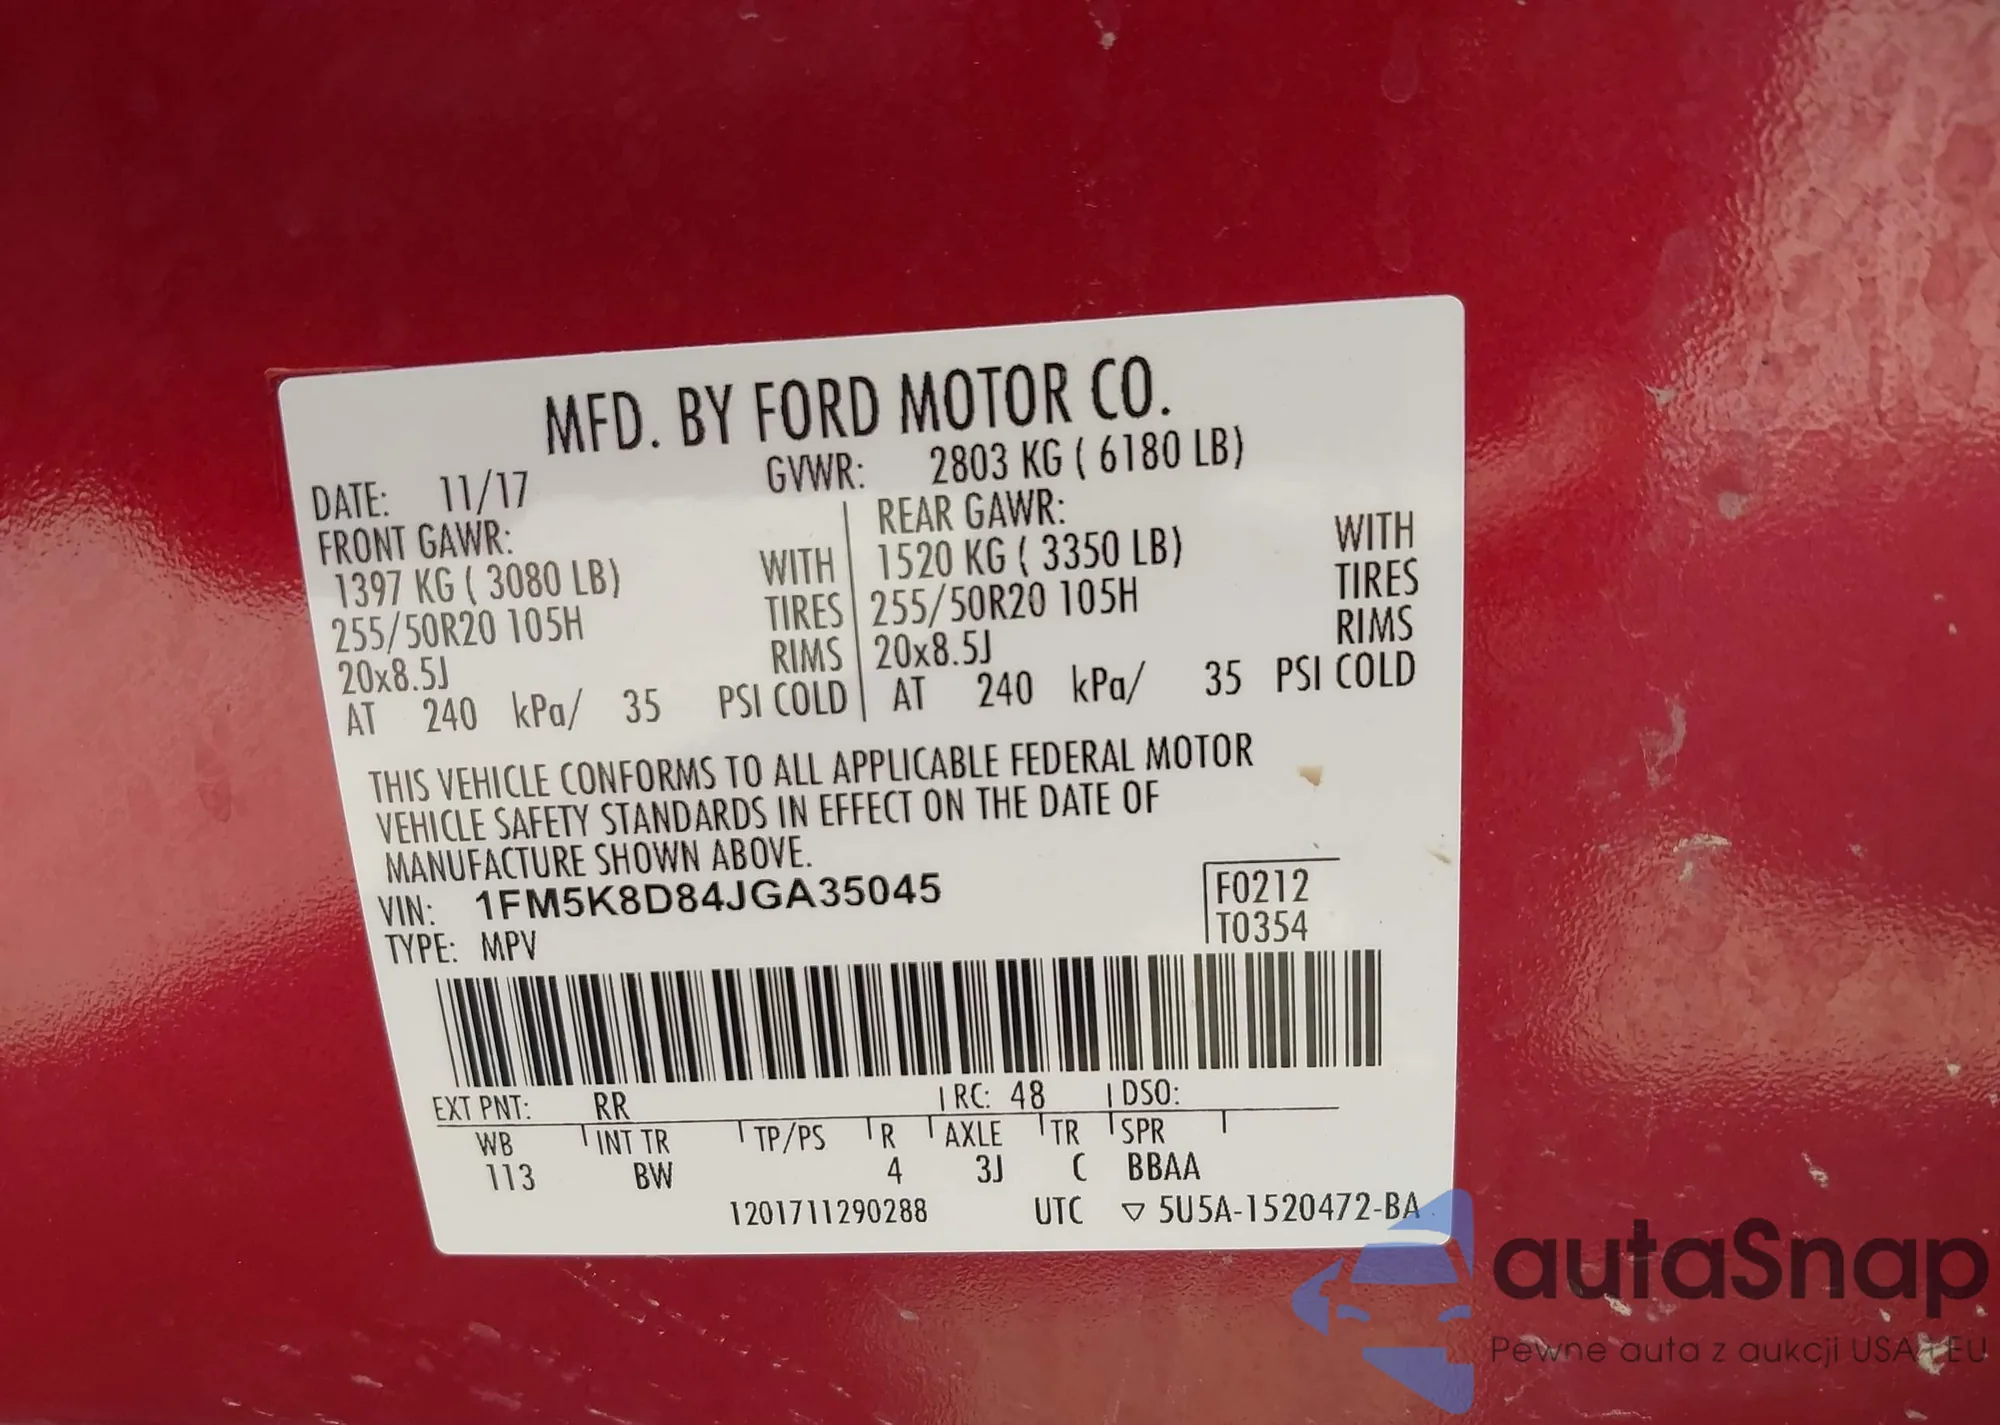 MFD. BY FORD MOTOR CO.
DATE: 11/17 GVWR: 2803 KG ( 6180 LB)
FRONT GAWR: REAR GAWR:
1397 KG ( 3080 LB) WITH 1520 KG ( 3350 LB) WITH
255/50R20 105H TIRES 255/50R20 105H TIRES
20x8.5J RIMS 20x8.5J RIMS
AT 240 kPa/ 35 PSI COLD AT 240 kPa/ 35 PSI COLD
THIS VEHICLE CONFORMS TO ALL APPLICABLE FEDERAL MOTOR
VEHICLE SAFETY STANDARDS IN EFFECT ON THE DATE OF
MANUFACTURE SHOWN ABOVE.
VIN: 1FM5K8D84JGA35045 F0212
TYPE: MPV T0354
EXT PNT: RR RC: 48 DSO:
WB INT TR TP/PS R AXLE TR SPR
113 BW 4 3J C BBAA
1201711290288 UTC ▽ 5U5A-1520472-BA
autaSnap
Pewne auta z aukcji USA i EU